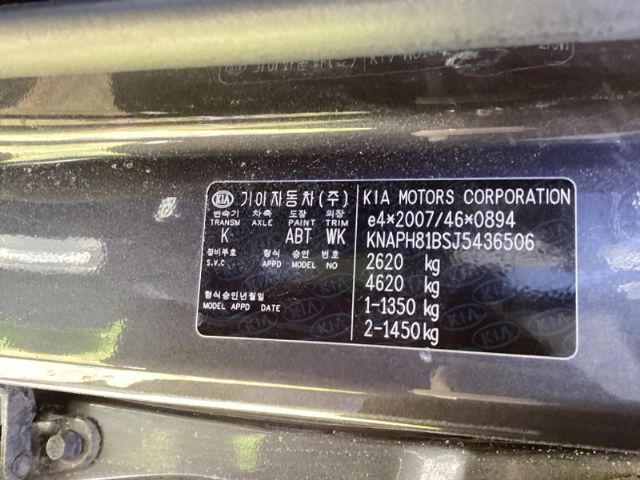 KIA 기아자동차(주)
변속기 차축 도장 의장
TRANSM AXLE PAINT TRIM
K ABT WK
정비부호 형식승인번호
S.V.C APPD MODEL NO
형식승인년월일
MODEL APPD DATE
KIA MOTORS CORPORATION
e4*2007/46*0894
KNAPH81BSJ5436506
2620 kg
4620 kg
1-1350 kg
2-1450 kg